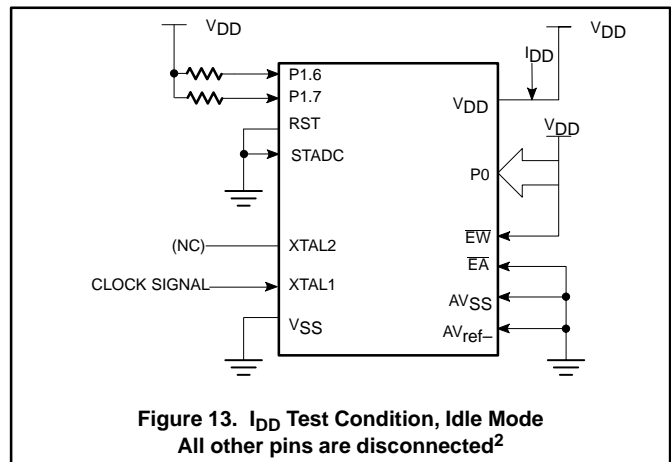 VDD
VDD
IDD
P1.6
P1.7
VDD
RST
VDD
STADC
P0
(NC)
XTAL2
EW
EA
CLOCK SIGNAL
XTAL1
AVSS
VSS
AVref–
Figure 13. IDD Test Condition, Idle Mode
All other pins are disconnected2